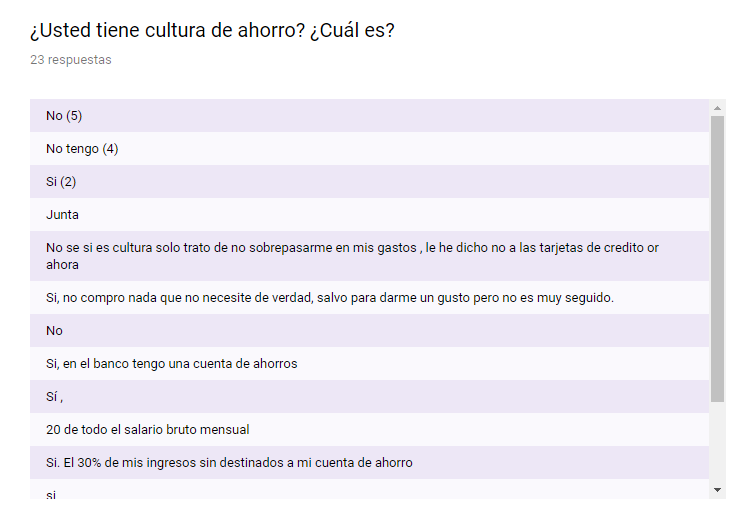 ¿Usted tiene cultura de ahorro? ¿Cuál es?
23 respuestas
No (5)
No tengo (4)
Si (2)
Junta
No se si es cultura solo trato de no sobrepasarme en mis gastos , le he dicho no a las tarjetas de credito or
ahora
Si, no compro nada que no necesite de verdad, salvo para darme un gusto pero no es muy seguido.
No
Si, en el banco tengo una cuenta de ahorros
Sí ,
20 de todo el salario bruto mensual
Si. El 30% de mis ingresos sin destinados a mi cuenta de ahorro
si